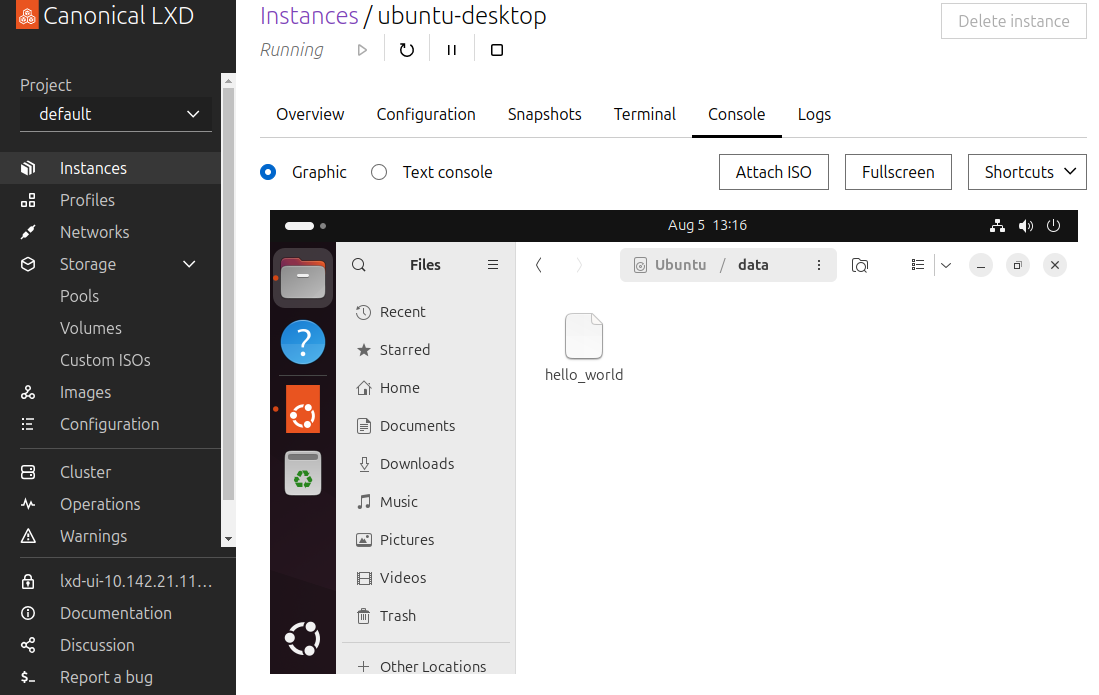 Canonical LXD
Project
default
Instances
Profiles
Networks
Storage
Pools
Volumes
Custom ISOs
Images
Configuration
Cluster
Operations
Warnings
lxd-ui-10.142.21.11...
Documentation
Discussion
Report a bug
Instances / ubuntu-desktop
Delete instance
Running
Overview Configuration Snapshots Terminal Console Logs
Graphic Text console Attach ISO Fullscreen Shortcuts
Aug 5 13:16
Files
Ubuntu / data
Recent
Starred
Home
Documents
Downloads
Music
Pictures
Videos
Trash
+ Other Locations
hello_world